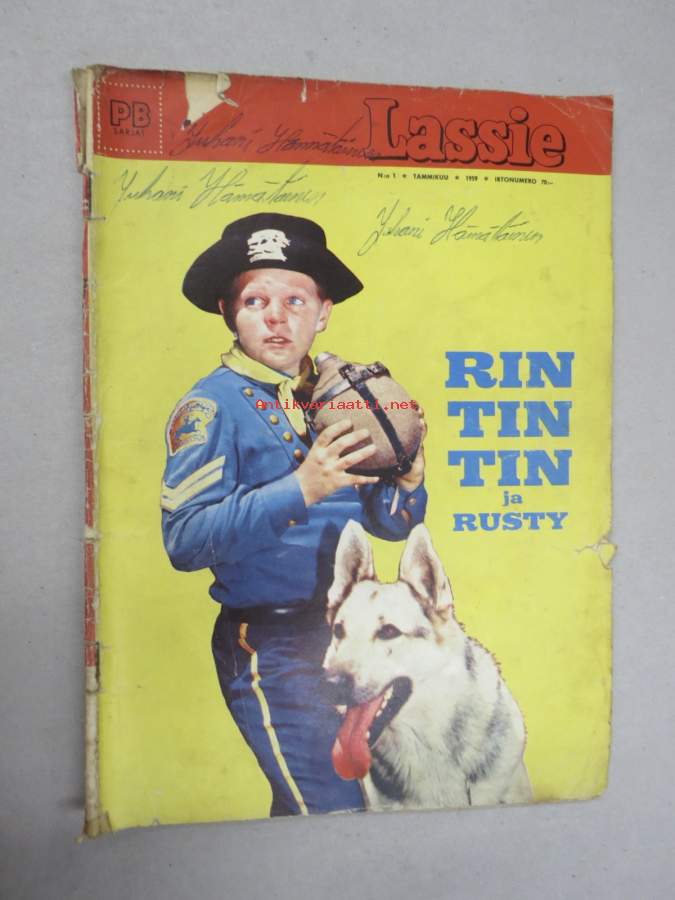 PB
SARJAT
Lassie
N:o 1 ★ TAMMIKUU ★ 1959 ★ IRTONUMERO 70:—
Juhani Hämäläinen
Juhani Hämäläinen
Juhani Hämäläinen
RIN
TIN
TIN
ja
RUSTY
Antikvariaatti.net